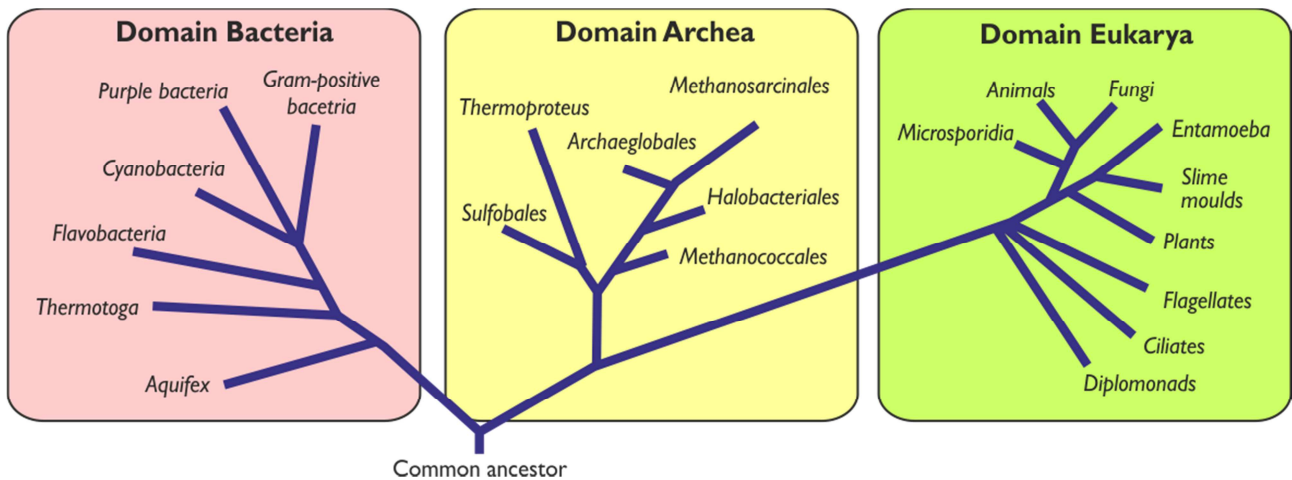 Domain Bacteria
Purple bacteria
Gram-positive
bacetria
Cyanobacteria
Flavobacteria
Thermotoga
Aquifex
Domain Archea
Thermoproteus
Methanosarcinales
Archaeglobales
Sulfobales
Halobacteriales
Methanococcales
Domain Eukarya
Animals
Fungi
Microsporidia
Entamoeba
Slime
moulds
Plants
Flagellates
Ciliates
Diplomonads
Common ancestor